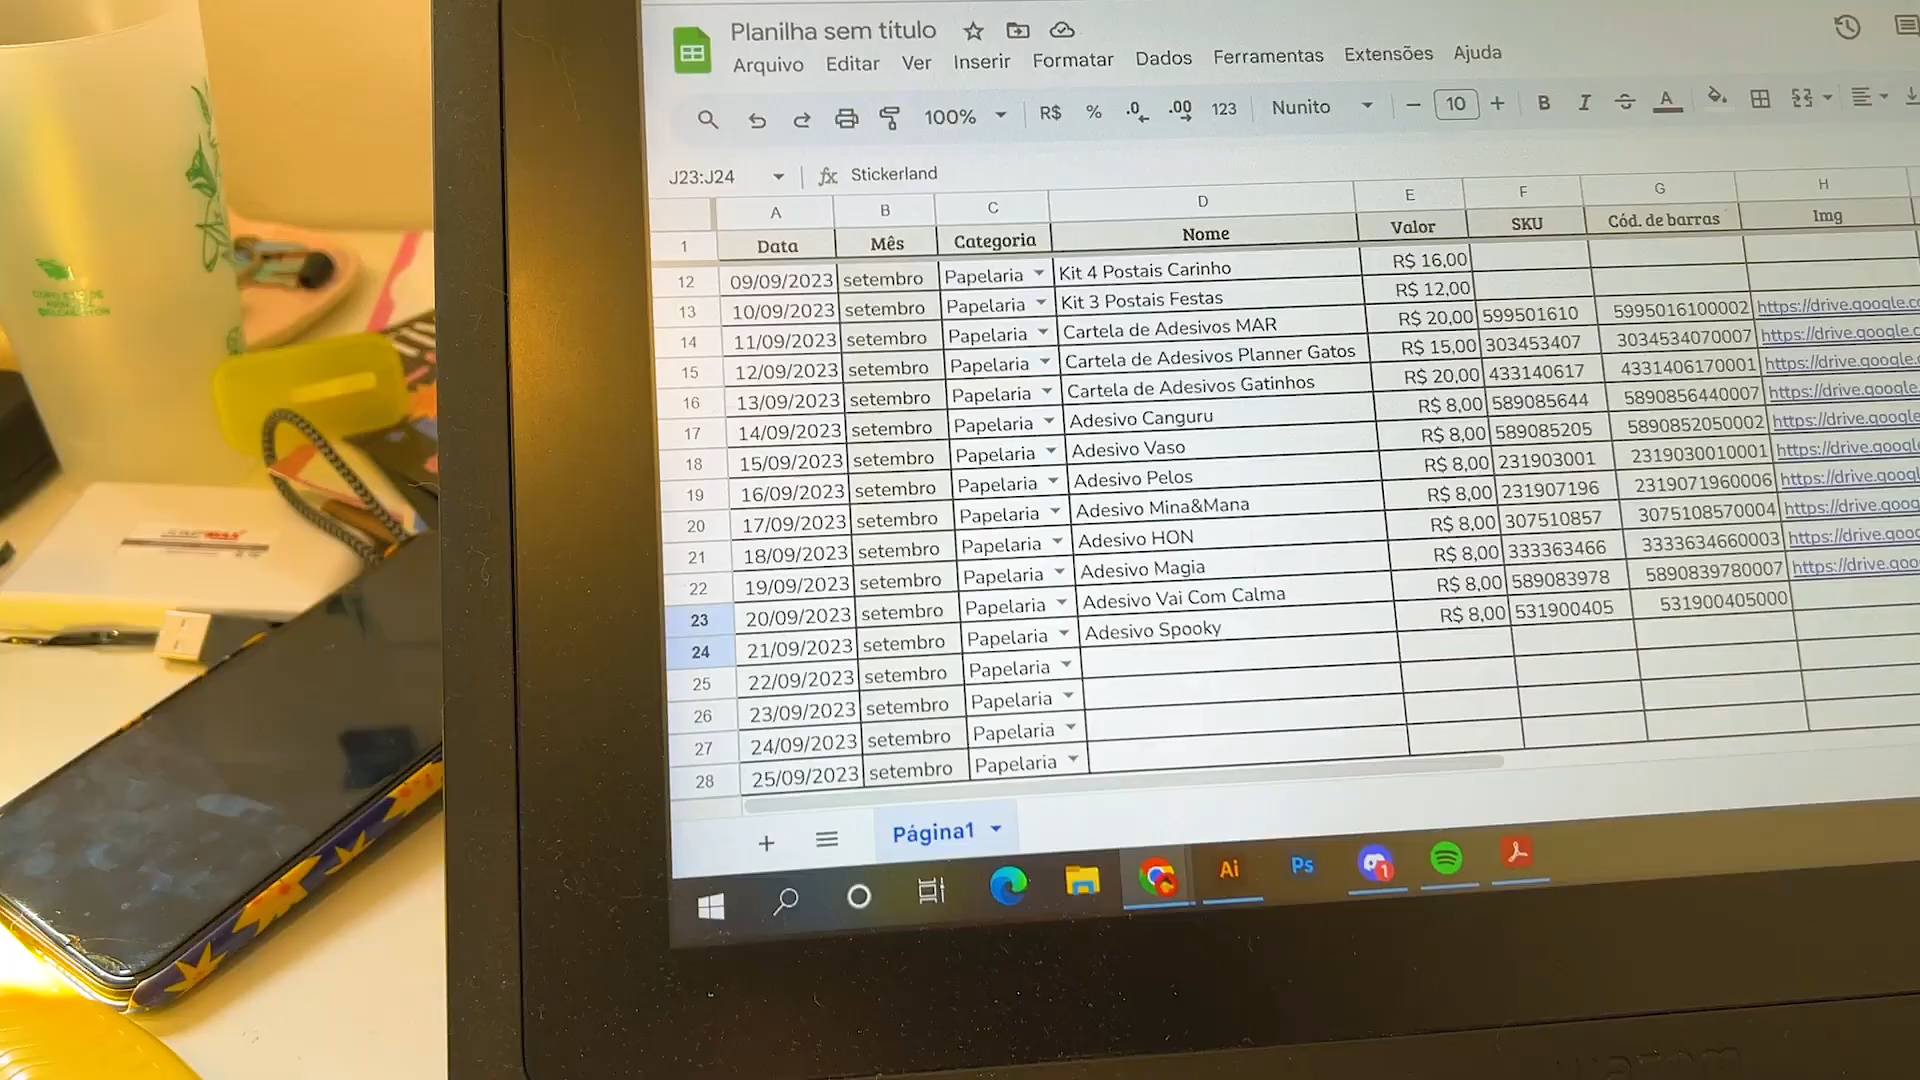 Planilha sem título
Arquivo Editar Ver Inserir Formatar Dados Ferramentas Extensões Ajuda
100% R$ % .0 .00 123 Nunito 10 B I A
J23:J24 fx Stickerland
A B C D E F G H
1 Data Mês Categoria Nome Valor SKU Cód. de barras Img
12 09/09/2023 setembro Papelaria Kit 4 Postais Carinho R$ 16,00
13 10/09/2023 setembro Papelaria Kit 3 Postais Festas R$ 12,00
14 11/09/2023 setembro Papelaria Cartela de Adesivos MAR R$ 20,00 599501610 5995016100002 https://drive.google.c
15 12/09/2023 setembro Papelaria Cartela de Adesivos Planner Gatos R$ 15,00 303453407 3034534070007 https://drive.google.c
16 13/09/2023 setembro Papelaria Cartela de Adesivos Gatinhos R$ 20,00 433140617 4331406170001 https://drive.google.
17 14/09/2023 setembro Papelaria Adesivo Canguru R$ 8,00 589085644 5890856440007 https://drive.google
18 15/09/2023 setembro Papelaria Adesivo Vaso R$ 8,00 589085205 5890852050002 https://drive.google
19 16/09/2023 setembro Papelaria Adesivo Pelos R$ 8,00 231903001 2319030010001 https://drive.google
20 17/09/2023 setembro Papelaria Adesivo Mina&Mana R$ 8,00 231907196 2319071960006 https://drive.goog
21 18/09/2023 setembro Papelaria Adesivo HON R$ 8,00 307510857 3075108570004 https://drive.goog
22 19/09/2023 setembro Papelaria Adesivo Magia R$ 8,00 333363466 3333634660003 https://drive.goo
23 20/09/2023 setembro Papelaria Adesivo Vai Com Calma R$ 8,00 589083978 5890839780007 https://drive.goo
24 21/09/2023 setembro Papelaria Adesivo Spooky R$ 8,00 531900405 531900405000
25 22/09/2023 setembro Papelaria
26 23/09/2023 setembro Papelaria
27 24/09/2023 setembro Papelaria
28 25/09/2023 setembro Papelaria
Página1
Ai Ps 1